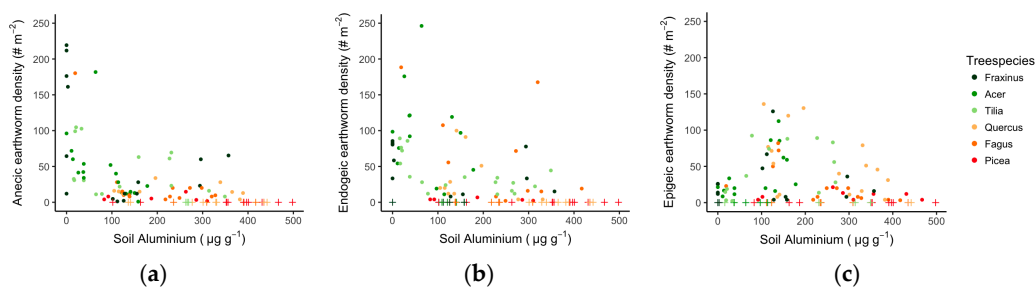 Anecic earthworm density (# m⁻²)
250
200
150
100
50
0
0 100 200 300 400 500
Soil Aluminium ( µg g⁻¹)
(a)
Endogeic earthworm density (# m⁻²)
250
200
150
100
50
0
0 100 200 300 400 500
Soil Aluminium ( µg g⁻¹)
(b)
Epigeic earthworm density (# m⁻²)
250
200
150
100
50
0
0 100 200 300 400 500
Soil Aluminium ( µg g⁻¹)
(c)
Treespecies
Fraxinus
Acer
Tilia
Quercus
Fagus
Picea